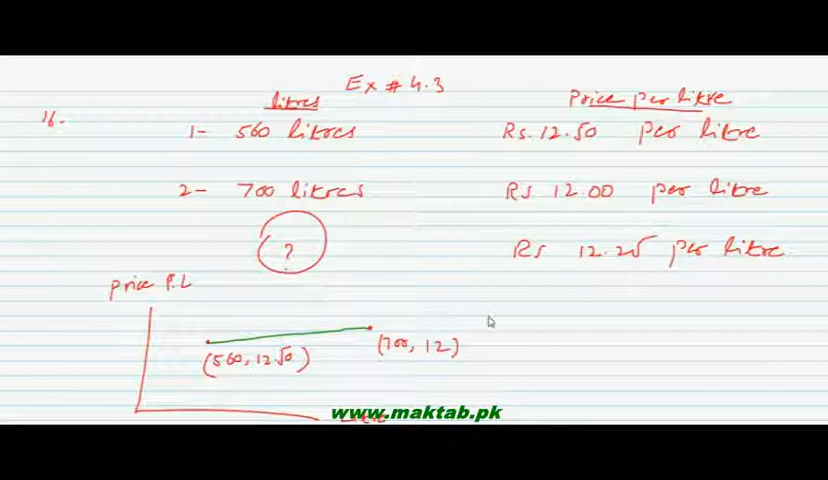 Ex # 4.3
litres Price per litre
16.
1- 560 litres Rs. 12.50 per litre
2- 700 litres Rs 12.00 per litre
? Rs 12.25 per litre
price P.L
(560, 12.50) (700, 12)
www.maktab.pk